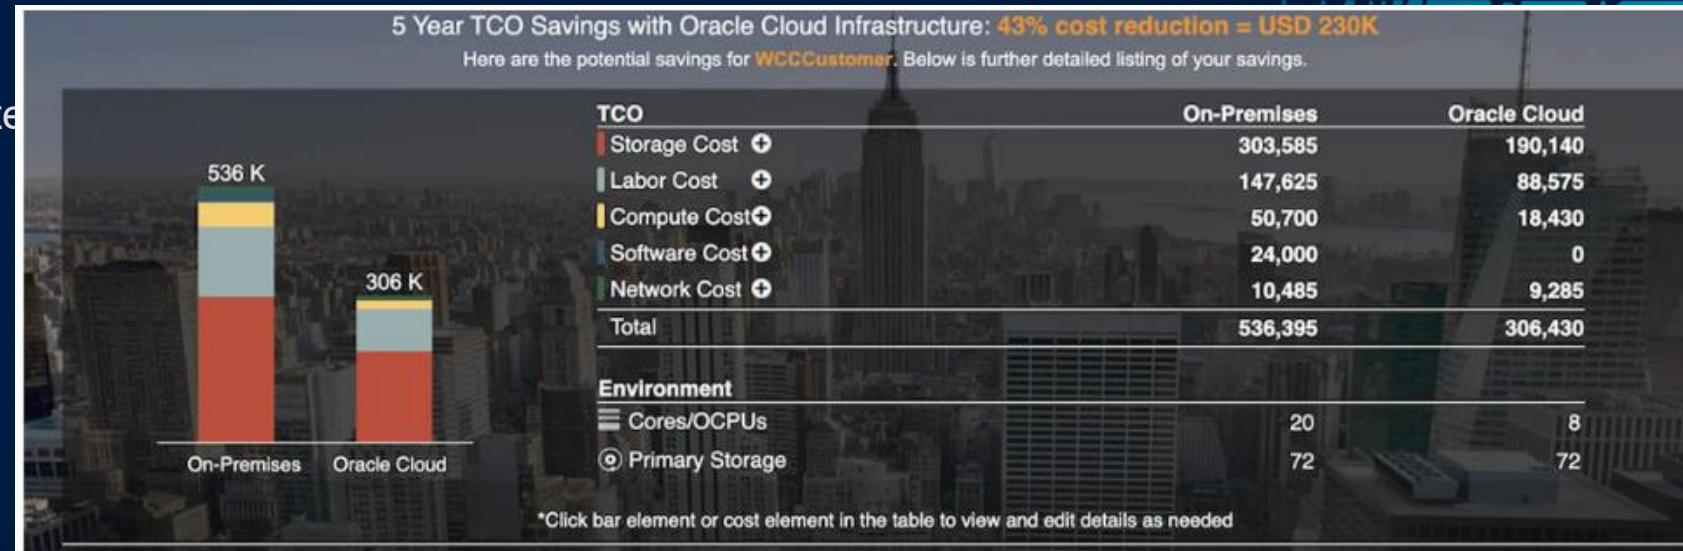 5 Year TCO Savings with Oracle Cloud Infrastructure: 43% cost reduction = USD 230K
Here are the potential savings for WCCCustomer. Below is further detailed listing of your savings.
536 K
306 K
On-Premises Oracle Cloud
TCO On-Premises Oracle Cloud
Storage Cost 303,585 190,140
Labor Cost 147,625 88,575
Compute Cost 50,700 18,430
Software Cost 24,000 0
Network Cost 10,485 9,285
Total 536,395 306,430
Environment
Cores/OCPUs 20 8
Primary Storage 72 72
*Click bar element or cost element in the table to view and edit details as needed